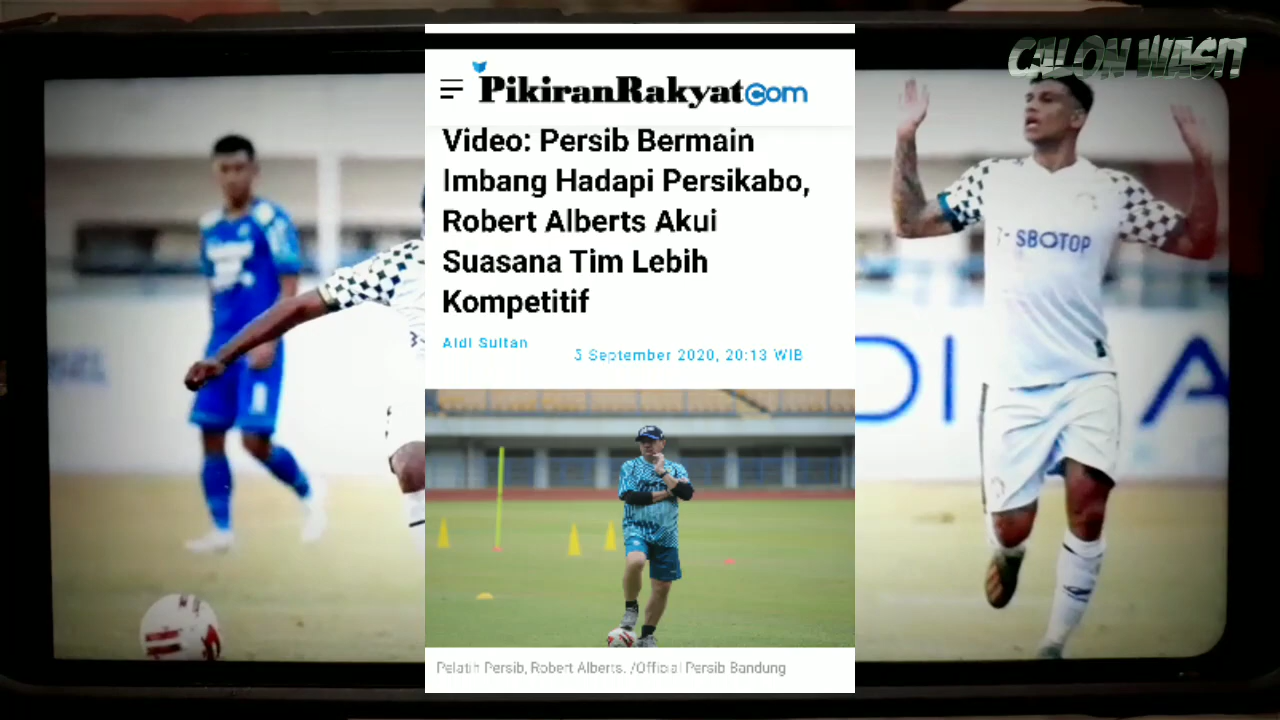 CALON WASIT
PikiranRakyat.com
Video: Persib Bermain
Imbang Hadapi Persikabo,
Robert Alberts Akui
Suasana Tim Lebih
Kompetitif
Aldi Sultan
5 September 2020, 20:13 WIB
SBOTOP
Pelatih Persib, Robert Alberts. /Official Persib Bandung